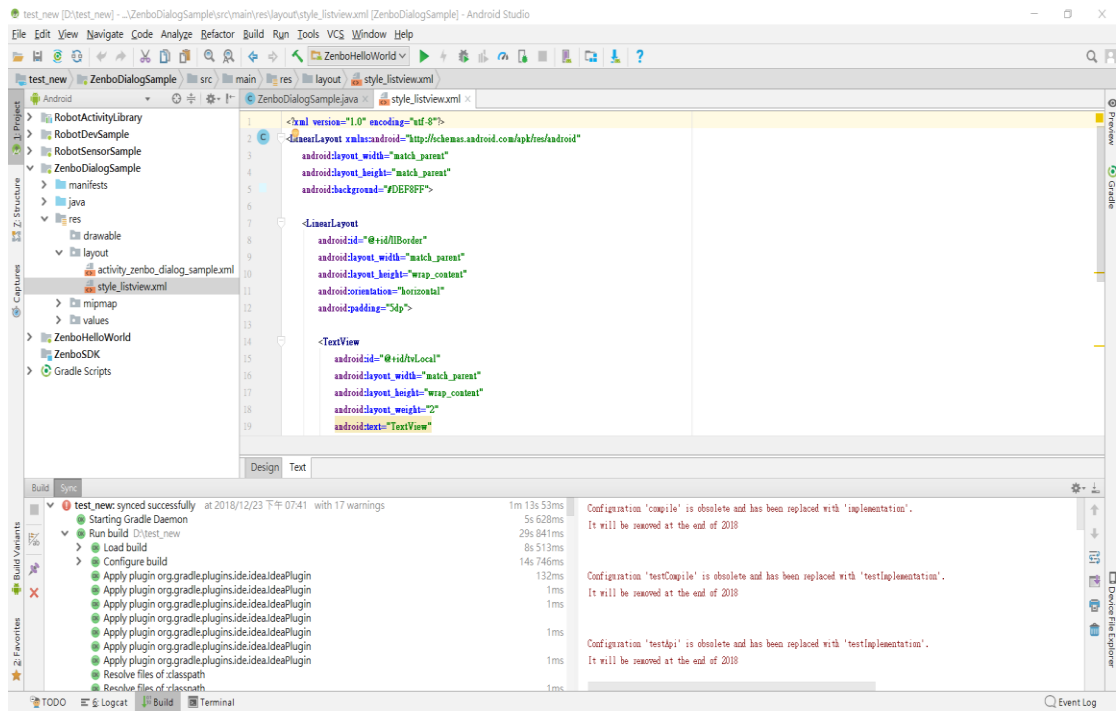 test_new [D:\test_new] - ...\ZenboDialogSample\src\main\res\layout\style_listview.xml [ZenboDialogSample] - Android Studio
File Edit View Navigate Code Analyze Refactor Build Run Tools VCS Window Help
ZenboHelloWorld
test_new ZenboDialogSample src main res layout style_listview.xml
Android
ZenboDialogSample.java
style_listview.xml
1: Project
Z: Structure
Captures
Build Variants
2: Favorites
RobotActivityLibrary
RobotDevSample
RobotSensorSample
ZenboDialogSample
manifests
java
res
drawable
layout
activity_zenbo_dialog_sample.xml
style_listview.xml
mipmap
values
ZenboHelloWorld
ZenboSDK
Gradle Scripts
1 <?xml version="1.0" encoding="utf-8"?>
2 <LinearLayout xmlns:android="http://schemas.android.com/apk/res/android"
3 android:layout_width="match_parent"
4 android:layout_height="match_parent"
5 android:background="#DEF8FF">
6
7 <LinearLayout
8 android:id="@+id/llBorder"
9 android:layout_width="match_parent"
10 android:layout_height="wrap_content"
11 android:orientation="horizontal"
12 android:padding="5dp">
13
14 <TextView
15 android:id="@+id/tvLocal"
16 android:layout_width="match_parent"
17 android:layout_height="wrap_content"
18 android:layout_weight="2"
19 android:text="TextView"
Design Text
Preview
Gradle
Device File Explorer
Build Sync
test_new: synced successfully at 2018/12/23 下午 07:41 with 17 warnings 1m 13s 53ms
Starting Gradle Daemon 5s 628ms
Run build D:\test_new 29s 841ms
Load build 8s 513ms
Configure build 14s 746ms
Apply plugin org.gradle.plugins.ide.idea.IdeaPlugin 132ms
Apply plugin org.gradle.plugins.ide.idea.IdeaPlugin 1ms
Apply plugin org.gradle.plugins.ide.idea.IdeaPlugin 1ms
Apply plugin org.gradle.plugins.ide.idea.IdeaPlugin
Apply plugin org.gradle.plugins.ide.idea.IdeaPlugin 1ms
Apply plugin org.gradle.plugins.ide.idea.IdeaPlugin
Apply plugin org.gradle.plugins.ide.idea.IdeaPlugin 1ms
Resolve files of :classpath
Resolve files of :classpath 1ms
Configuration 'compile' is obsolete and has been replaced with 'implementation'.
It will be removed at the end of 2018
Configuration 'testCompile' is obsolete and has been replaced with 'testImplementation'.
It will be removed at the end of 2018
Configuration 'testApi' is obsolete and has been replaced with 'testImplementation'.
It will be removed at the end of 2018
TODO 6: Logcat Build Terminal Event Log